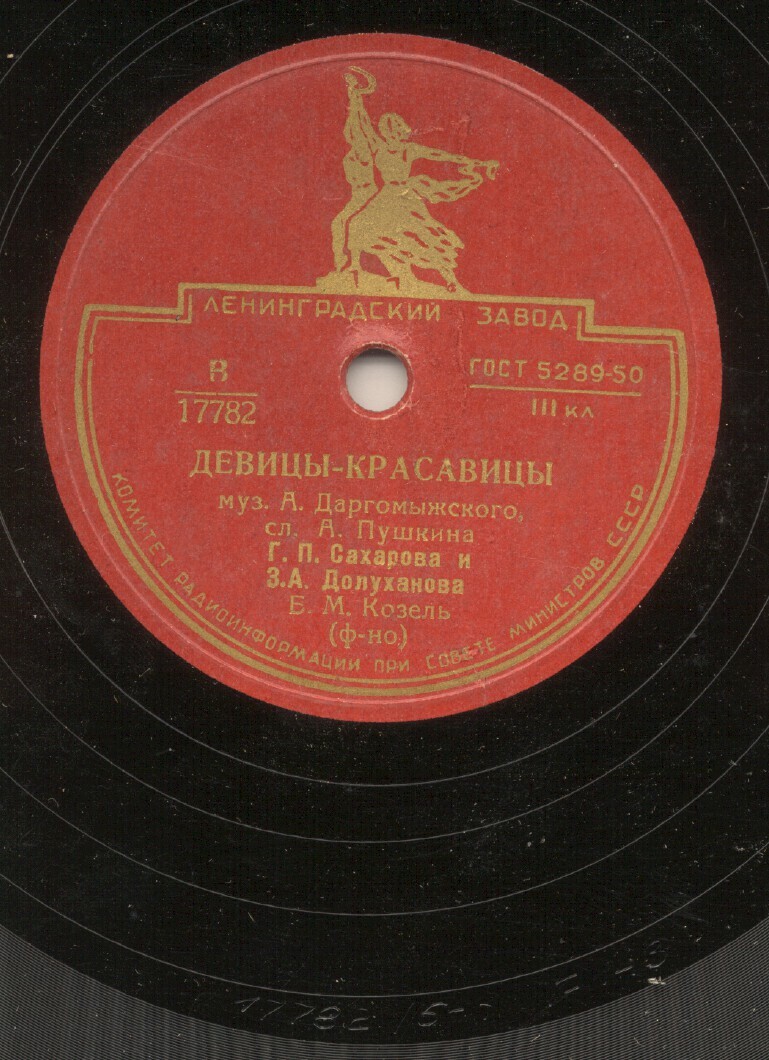 ЛЕНИНГРАДСКИЙ ЗАВОД
В
17782
ГОСТ 5289-50
III кл
ДЕВИЦЫ-КРАСАВИЦЫ
муз. А. Даргомыжского,
сл. А. Пушкина
Г. П. Сахарова и
З.А. Долуханова
Б. М. Козель
(ф-но)
КОМИТЕТ РАДИОИНФОРМАЦИИ ПРИ СОВЕТЕ МИНИСТРОВ СССР
17782